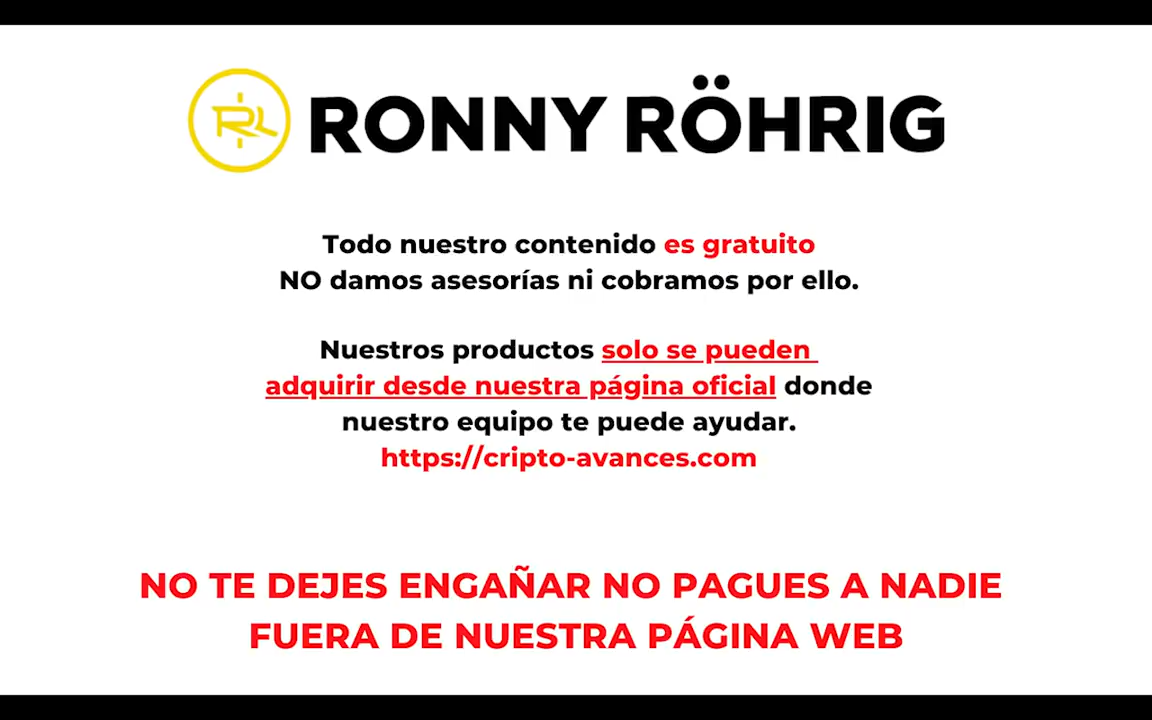 RONNY RÖHRIG
Todo nuestro contenido es gratuito
NO damos asesorías ni cobramos por ello.
Nuestros productos solo se pueden
adquirir desde nuestra página oficial donde
nuestro equipo te puede ayudar.
https://cripto-avances.com
NO TE DEJES ENGAÑAR NO PAGUES A NADIE
FUERA DE NUESTRA PÁGINA WEB